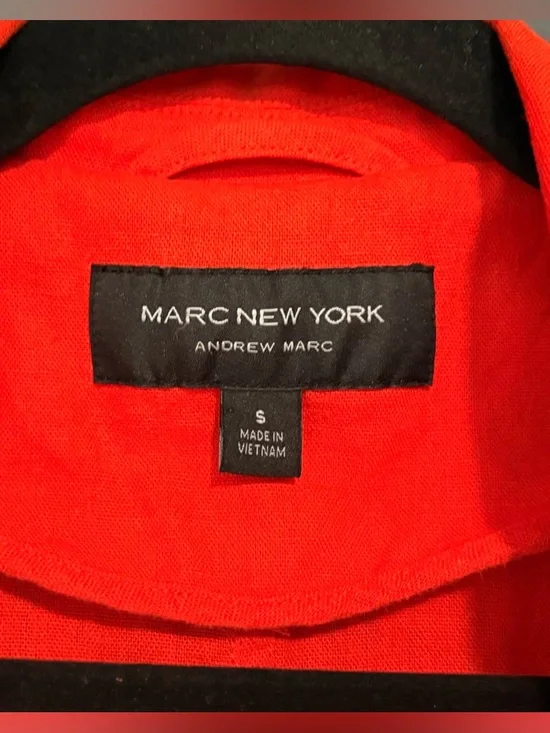 MARC NEW YORK
ANDREW MARC
S
MADE IN
VIETNAM